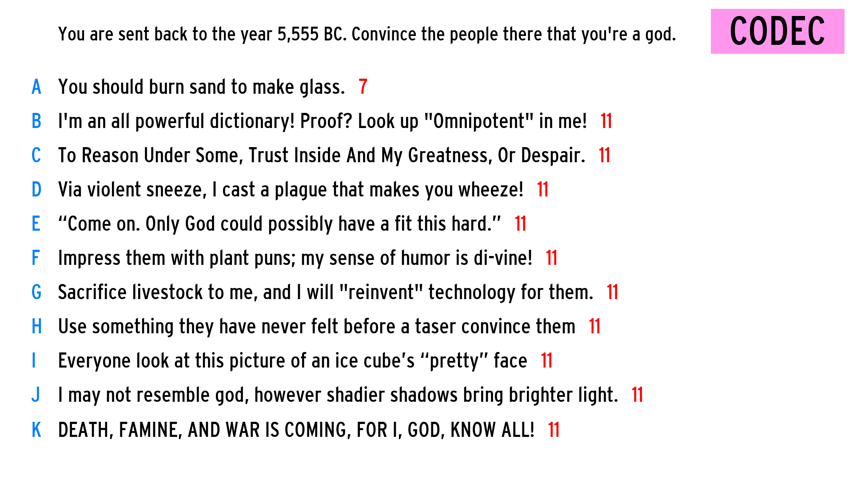 You are sent back to the year 5,555 BC. Convince the people there that you're a god. CODEC
A You should burn sand to make glass. 7
B I'm an all powerful dictionary! Proof? Look up "Omnipotent" in me! 11
C To Reason Under Some, Trust Inside And My Greatness, Or Despair. 11
D Via violent sneeze, I cast a plague that makes you wheeze! 11
E “Come on. Only God could possibly have a fit this hard.” 11
F Impress them with plant puns; my sense of humor is di-vine! 11
G Sacrifice livestock to me, and I will "reinvent" technology for them. 11
H Use something they have never felt before a taser convince them 11
I Everyone look at this picture of an ice cube’s “pretty” face 11
J I may not resemble god, however shadier shadows bring brighter light. 11
K DEATH, FAMINE, AND WAR IS COMING, FOR I, GOD, KNOW ALL! 11